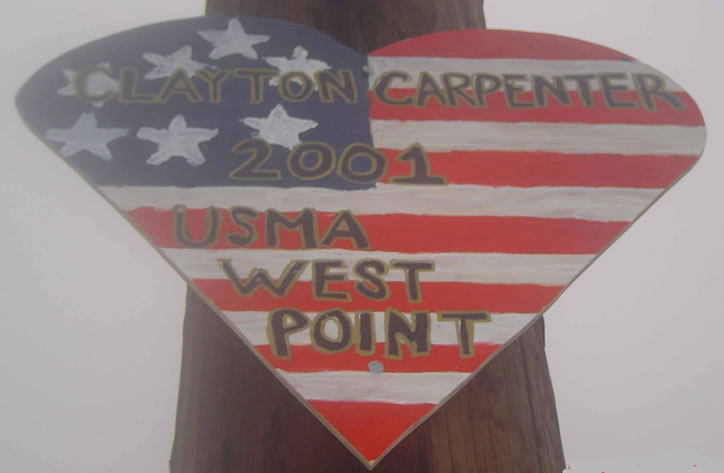 CLAYTON CARPENTER
2001
USMA
WEST
POINT